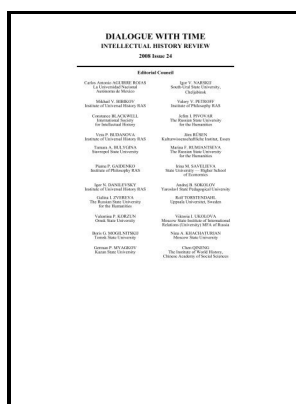 DIALOGUE WITH TIME
INTELLECTUAL HISTORY REVIEW
2008 Issue 24
Editorial Council
Carlos Antonio AGUIRRE ROJAS
La Universidad Nacional
Autónoma de México
Mikhail V. BIBIKOV
Institute of Universal History RAS
Constance BLACKWELL
International Society
for Intellectual History
Vera P. BUDANOVA
Institute of Universal History RAS
Tamara A. BULYGINA
Stavropol State University
Piama P. GAIDENKO
Institute of Philosophy RAS
Igor N. DANILEVSKY
Institute of Universal History RAS
Galina I. ZVEREVA
The Russian State University
for the Humanities
Valentina P. KORZUN
Omsk State University
Boris G. MOGILNITSKII
Tomsk State University
German P. MYAGKOV
Kazan State University
Igor V. NARSKII
South-Ural State University,
Chelyabinsk
Valery V. PETROFF
Institute of Philosophy RAS
Jefim I. PIVOVAR
The Russian State University
for the Humanities
Jörn RÜSEN
Kulturwissenschaftliche Institut, Essen
Marina F. RUMIANTSEVA
The Russian State University
for the Humanities
Irina M. SAVELIEVA
State University — Higher School
of Economics
Andrej B. SOKOLOV
Yaroslavl State Pedagogical University
Rolf TORSTENDAHL
Uppsala Universitet, Sweden
Viktoria I. UKOLOVA
Moscow State Institute of International
Relations (University) MFA of Russia
Nina A. KHACHATURIAN
Moscow State University
Chen QINENG
The Institute of World History,
Chinese Academy of Social Sciences